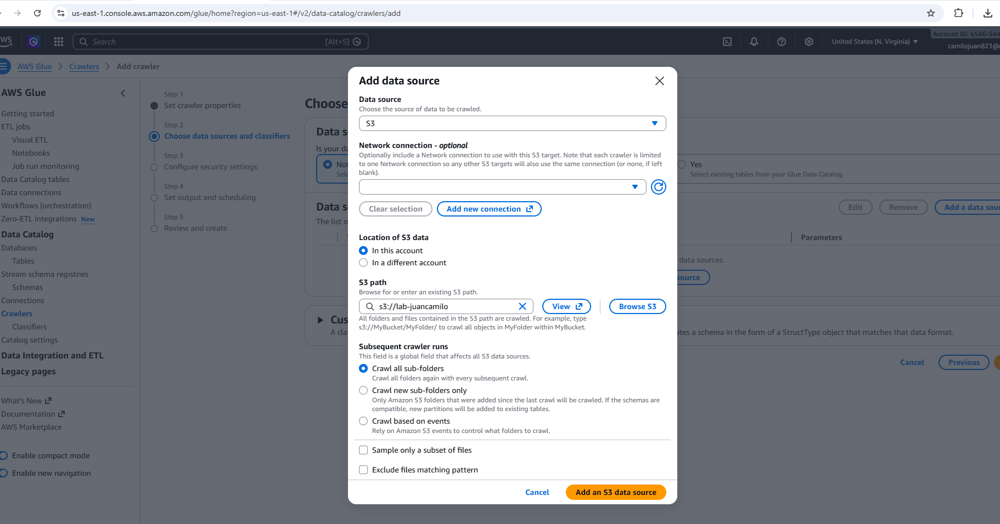 us-east-1.console.aws.amazon.com/glue/home?region=us-east-1#/v2/data-catalog/crawlers/add
Search
[Alt+S]
United States (N. Virginia)
Account ID: 6546-544
camilojuan821@
AWS Glue
Crawlers
Add crawler
AWS Glue
Getting started
ETL jobs
Visual ETL
Notebooks
Job run monitoring
Data Catalog tables
Data connections
Workflows (orchestration)
Zero-ETL integrations New
Data Catalog
Databases
Tables
Stream schema registries
Schemas
Connections
Crawlers
Classifiers
Catalog settings
Data Integration and ETL
Legacy pages
What's New
Documentation
AWS Marketplace
Enable compact mode
Enable new navigation
Step 1
Set crawler properties
Step 2
Choose data sources and classifiers
Step 3
Configure security settings
Step 4
Set output and scheduling
Step 5
Review and create
Choose
Data s
Is your da
Not
Sele
Yes
Select existing tables from your Glue Data Catalog.
Data s
The list o
Edit
Remove
Add a data sour
Parameters
data sources.
source
Cus
A clas
ates a schema in the form of a StructType object that matches that data format.
Cancel
Previous
Add data source
Data source
Choose the source of data to be crawled.
S3
Network connection - optional
Optionally include a Network connection to use with this S3 target. Note that each crawler is limited
to one Network connection so any other S3 targets will also use the same connection (or none, if left
blank).
Clear selection
Add new connection
Location of S3 data
In this account
In a different account
S3 path
Browse for or enter an existing S3 path.
s3://lab-juancamilo
View
Browse S3
All folders and files contained in the S3 path are crawled. For example, type
s3://MyBucket/MyFolder/ to crawl all objects in MyFolder within MyBucket.
Subsequent crawler runs
This field is a global field that affects all S3 data sources.
Crawl all sub-folders
Crawl all folders again with every subsequent crawl.
Crawl new sub-folders only
Only Amazon S3 folders that were added since the last crawl will be crawled. If the schemas are
compatible, new partitions will be added to existing tables.
Crawl based on events
Rely on Amazon S3 events to control what folders to crawl.
Sample only a subset of files
Exclude files matching pattern
Cancel
Add an S3 data source